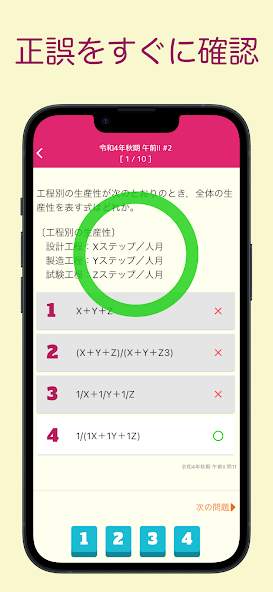 正誤をすぐに確認
令和4年秋期 午前II #2
[ 1 / 10 ]
工程別の生産性が次のとおりのとき，全体の生
産性を表す式はどれか。
〔工程別の生産性〕
設計工程：Xステップ／人月
製造工程：Yステップ／人月
試験工程：Zステップ／人月
1 X＋Y＋Z ×
2 (X＋Y＋Z)/(X＋Y＋Z3) ×
3 1/X＋1/Y＋1/Z ×
4 1/(1X＋1Y＋1Z) ○
令和4年秋期 午前II 問11
次の問題
1 2 3 4